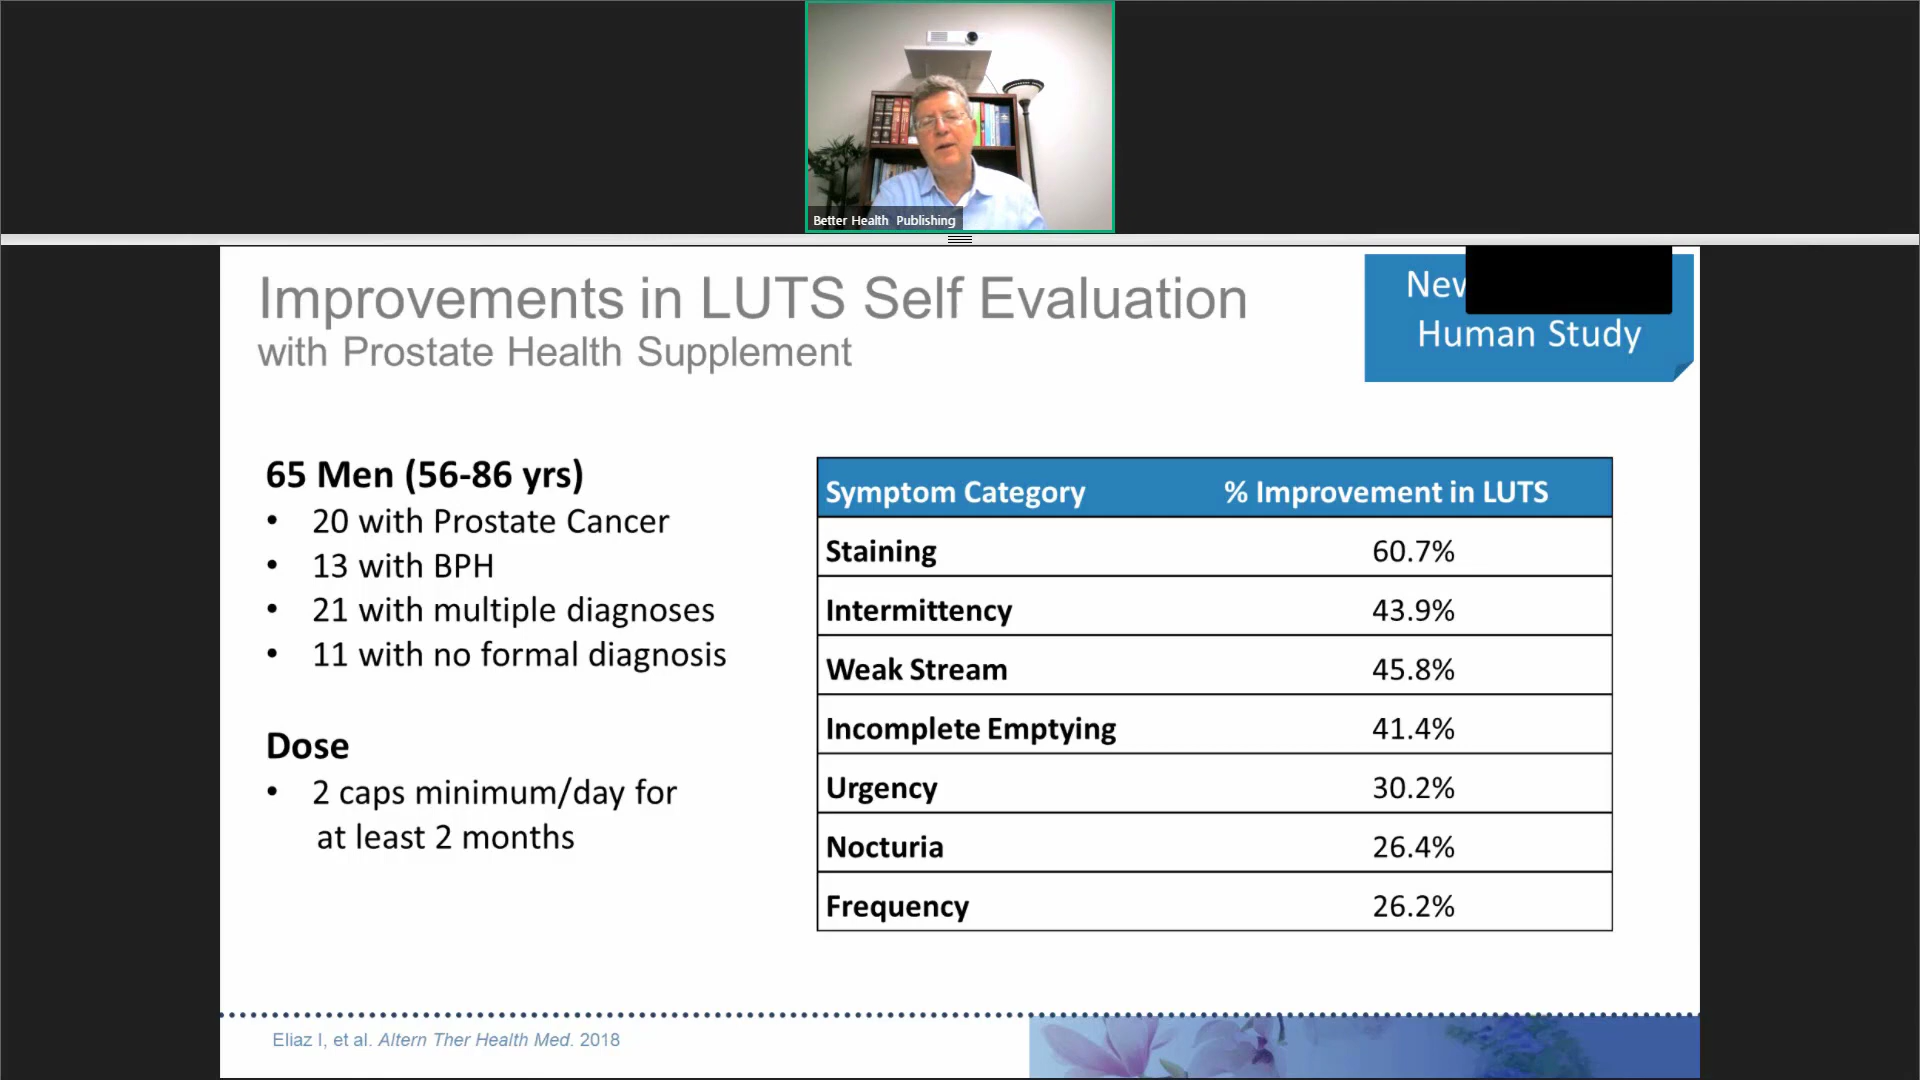 Better Health Publishing
Improvements in LUTS Self Evaluation
with Prostate Health Supplement
Human Study
65 Men (56-86 yrs)
• 20 with Prostate Cancer
• 13 with BPH
• 21 with multiple diagnoses
• 11 with no formal diagnosis
Dose
• 2 caps minimum/day for
at least 2 months
Symptom Category % Improvement in LUTS
Staining 60.7%
Intermittency 43.9%
Weak Stream 45.8%
Incomplete Emptying 41.4%
Urgency 30.2%
Nocturia 26.4%
Frequency 26.2%
Eliaz I, et al. Altern Ther Health Med. 2018